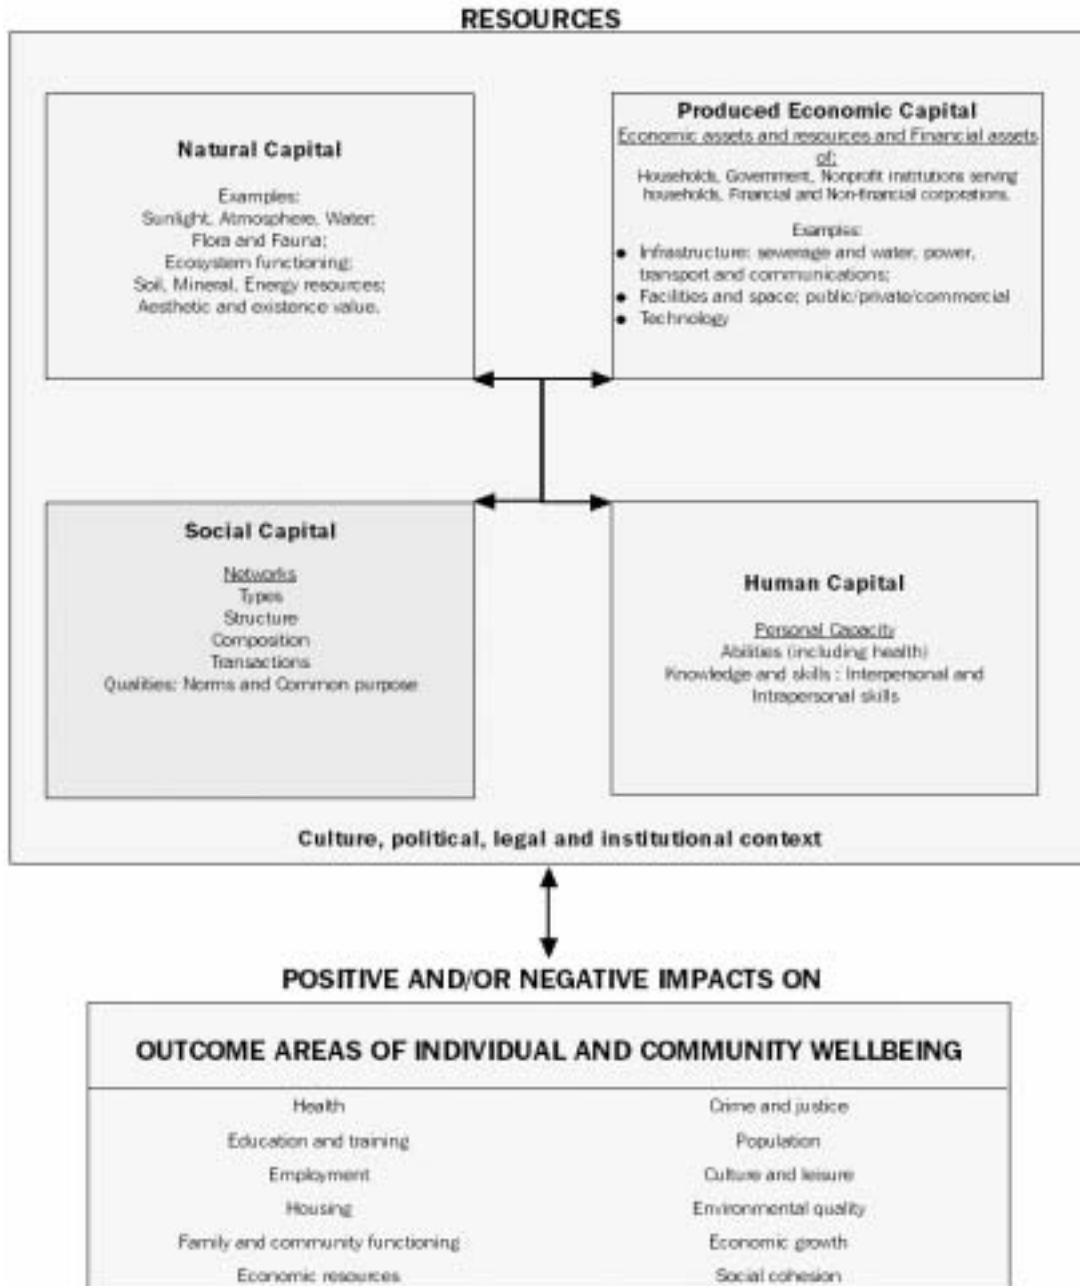 RESOURCES
Natural Capital
Examples:
Sunlight, Atmosphere, Water;
Flora and Fauna;
Ecosystem functioning;
Soil, Mineral, Energy resources;
Aesthetic and existence value.
Produced Economic Capital
Economic assets and resources and Financial assets
of:
Households, Government, Nonprofit institutions serving
households, Financial and Non-financial corporations.
Examples:
● Infrastructure: sewerage and water, power,
transport and communications;
● Facilities and space; public/private/commercial
● Technology
Social Capital
Networks
Types
Structure
Composition
Transactions
Qualities: Norms and Common purpose
Human Capital
Personal Capacity
Abilities (including health)
Knowledge and skills : Interpersonal and
Intrapersonal skills
Culture, political, legal and institutional context
POSITIVE AND/OR NEGATIVE IMPACTS ON
OUTCOME AREAS OF INDIVIDUAL AND COMMUNITY WELLBEING
Health
Education and training
Employment
Housing
Family and community functioning
Economic resources
Crime and justice
Population
Culture and leisure
Environmental quality
Economic growth
Social cohesion